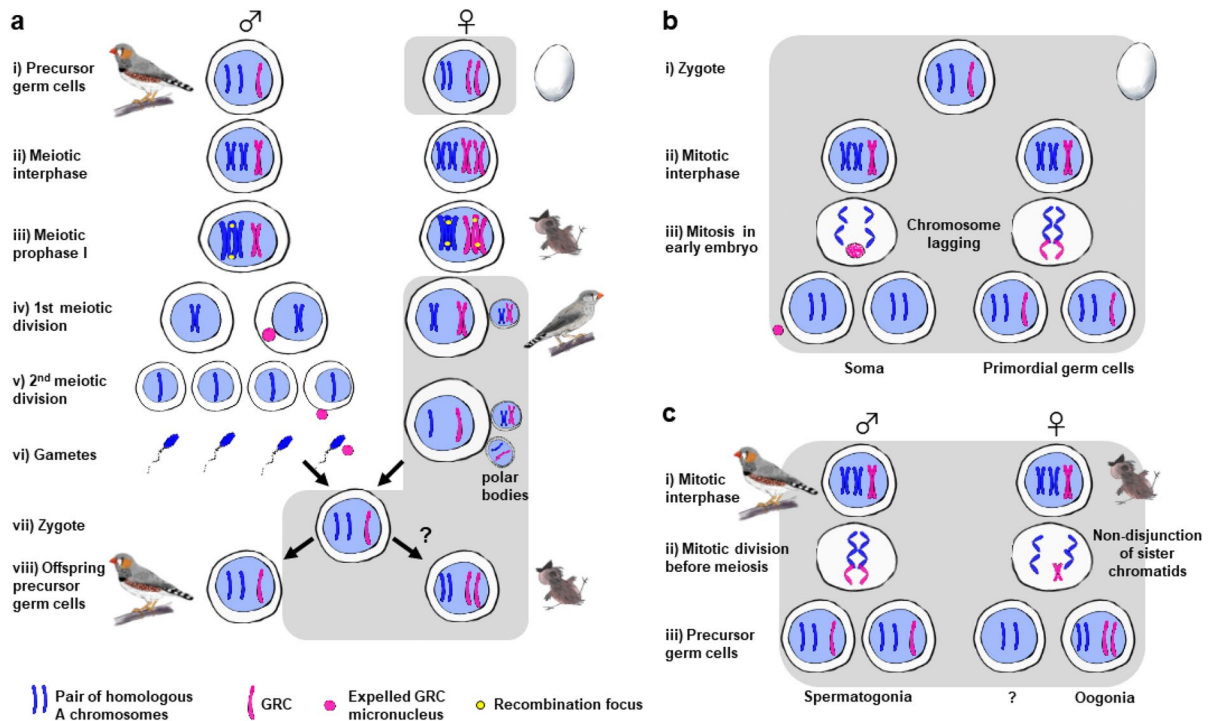 a
♂
♀
i) Precursor
germ cells
ii) Meiotic
interphase
iii) Meiotic
prophase I
iv) 1st meiotic
division
v) 2nd meiotic
division
vi) Gametes
polar
bodies
vii) Zygote
?
viii) Offspring
precursor
germ cells
b
i) Zygote
ii) Mitotic
interphase
iii) Mitosis in
early embryo
Chromosome
lagging
Soma
Primordial germ cells
c
♂
♀
i) Mitotic
interphase
ii) Mitotic division
before meiosis
Non-disjunction
of sister
chromatids
iii) Precursor
germ cells
Spermatogonia
?
Oogonia
Pair of homologous
A chromosomes
GRC
Expelled GRC
micronucleus
Recombination focus